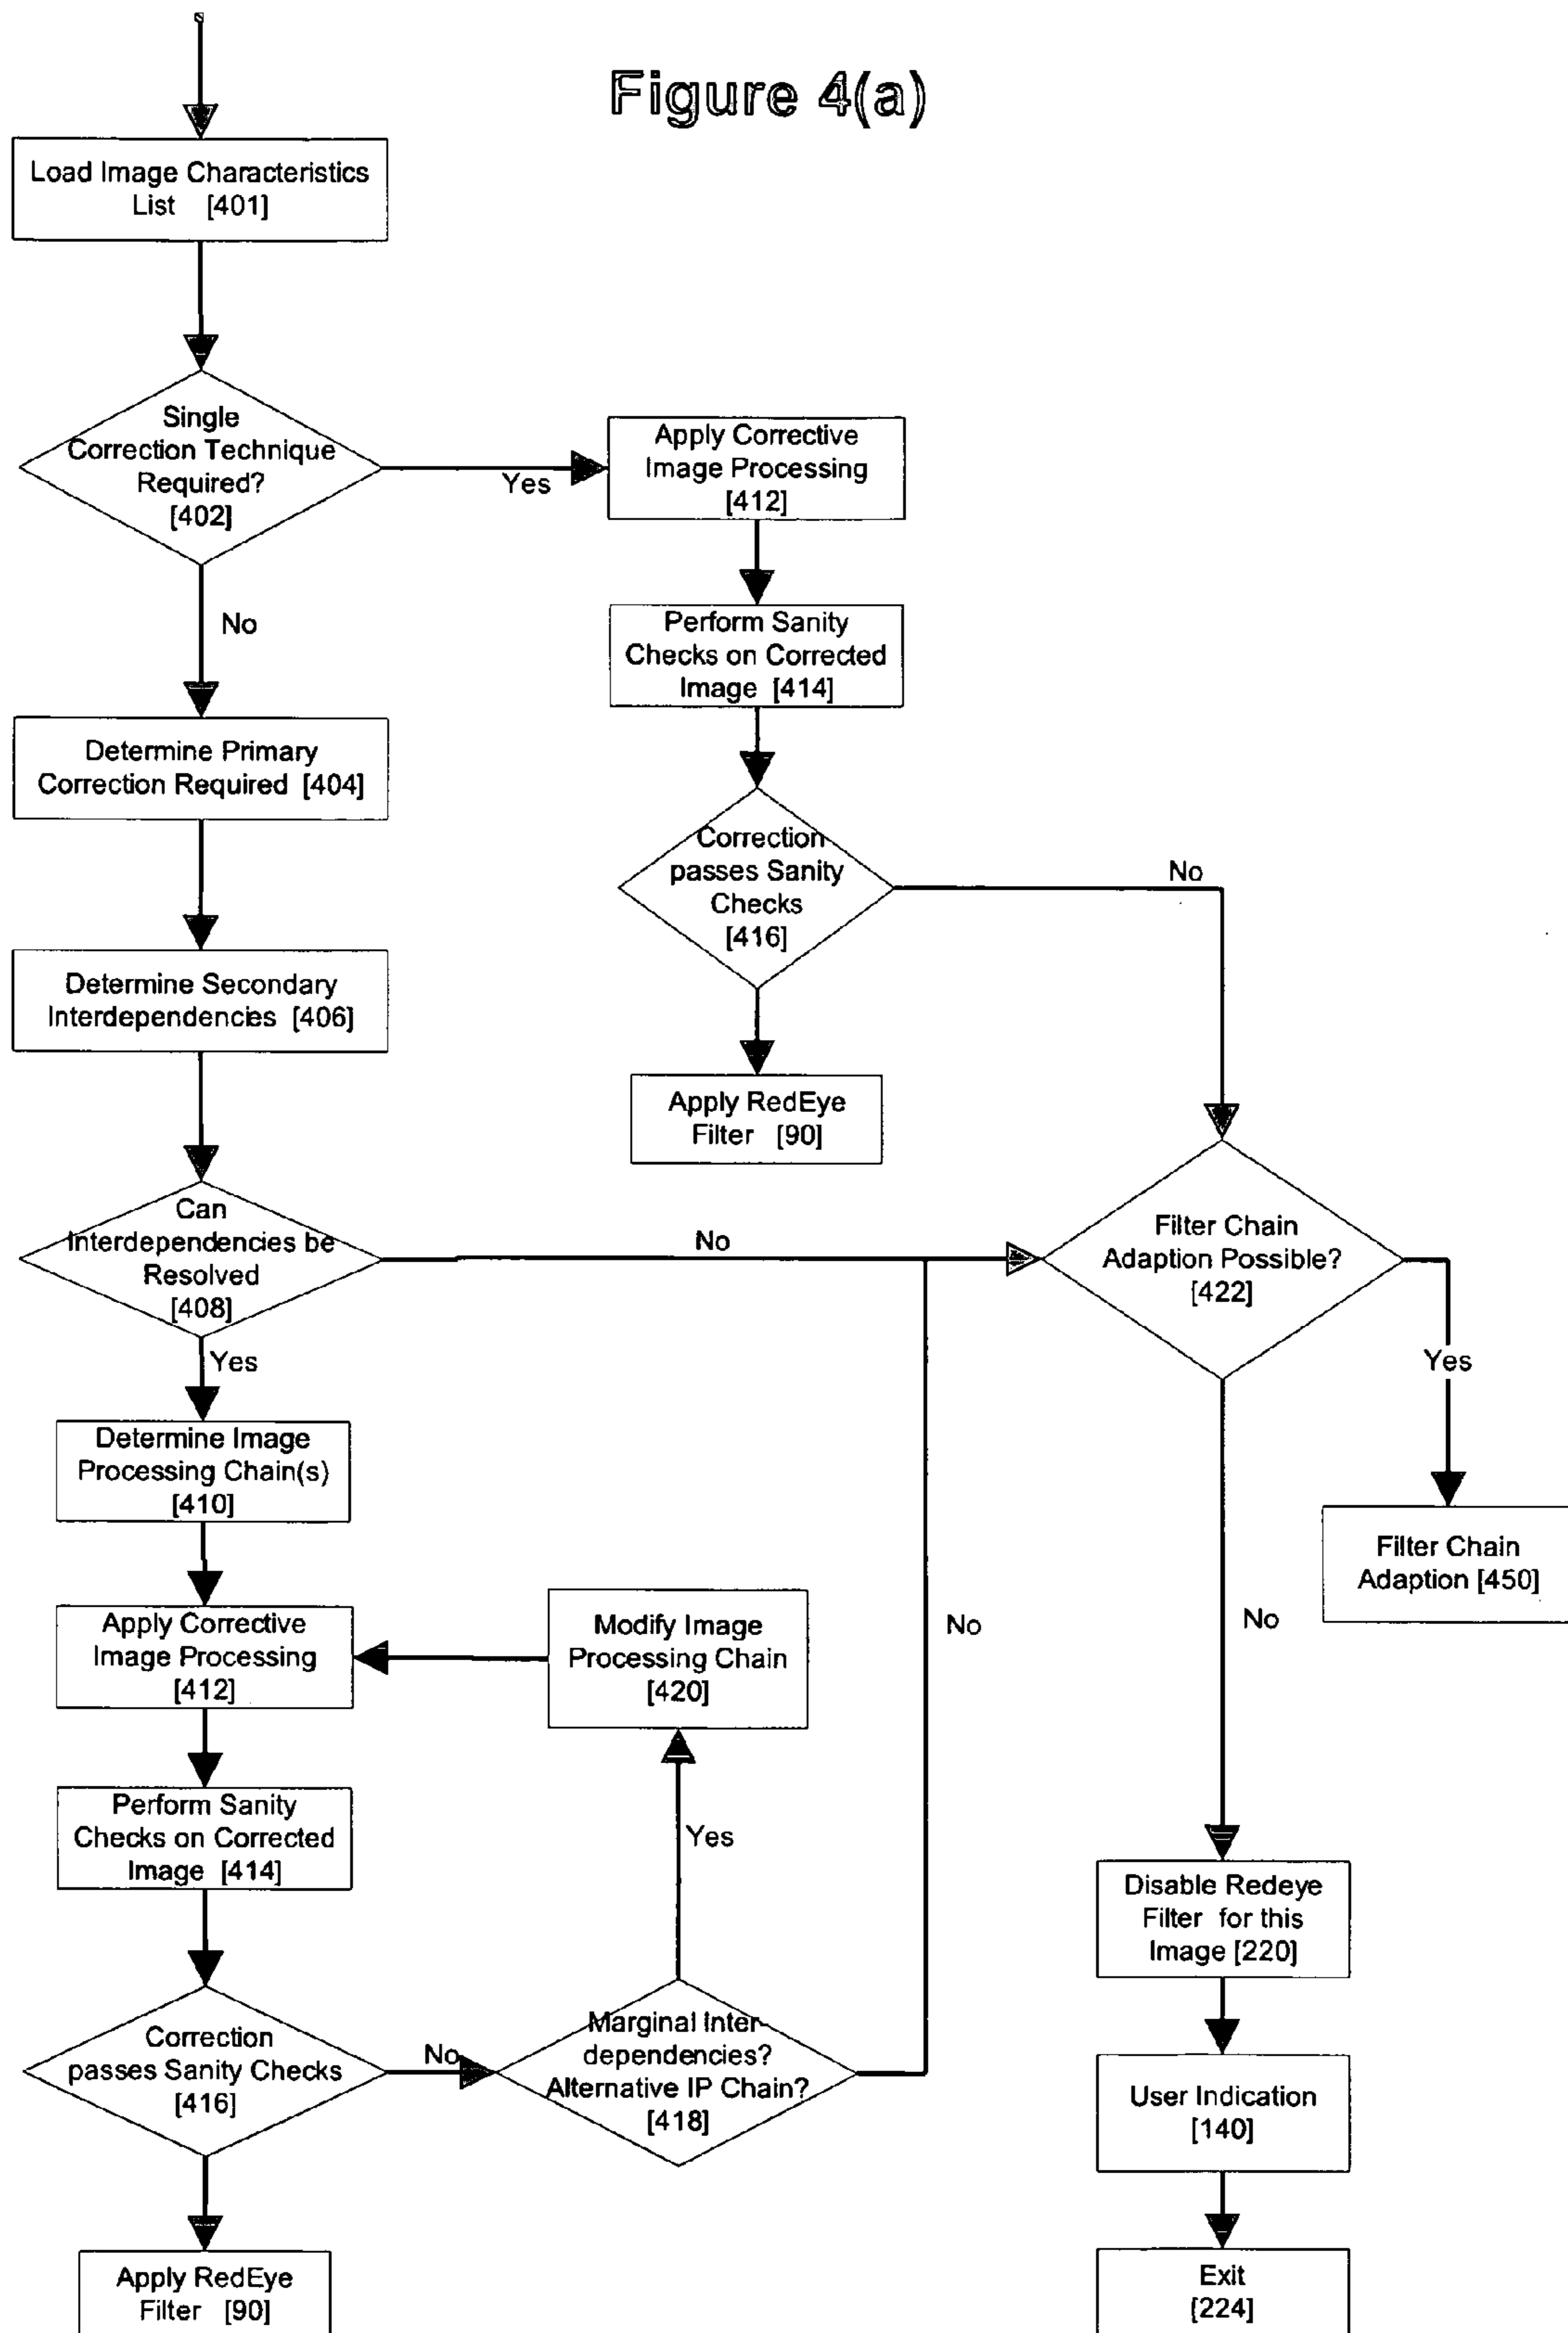 Figure 4(a)
Load Image Characteristics
List [401]
Single
Correction Technique
Required?
[402]
Yes
Apply Corrective
Image Processing
[412]
No
Perform Sanity
Checks on Corrected
Image [414]
Determine Primary
Correction Required [404]
Correction
passes Sanity
Checks
[416]
No
Determine Secondary
Interdependencies [406]
Apply RedEye
Filter [90]
Can
Interdependencies be
Resolved
[408]
No
Filter Chain
Adaption Possible?
[422]
Yes
Yes
Determine Image
Processing Chain(s)
[410]
Filter Chain
Adaption [450]
Apply Corrective
Image Processing
[412]
Modify Image
Processing Chain
[420]
No
No
Perform Sanity
Checks on Corrected
Image [414]
Yes
Disable Redeye
Filter for this
Image [220]
Correction
passes Sanity Checks
[416]
No
Marginal Inter-
dependencies?
Alternative IP Chain?
[418]
User Indication
[140]
Apply RedEye
Filter [90]
Exit
[224]